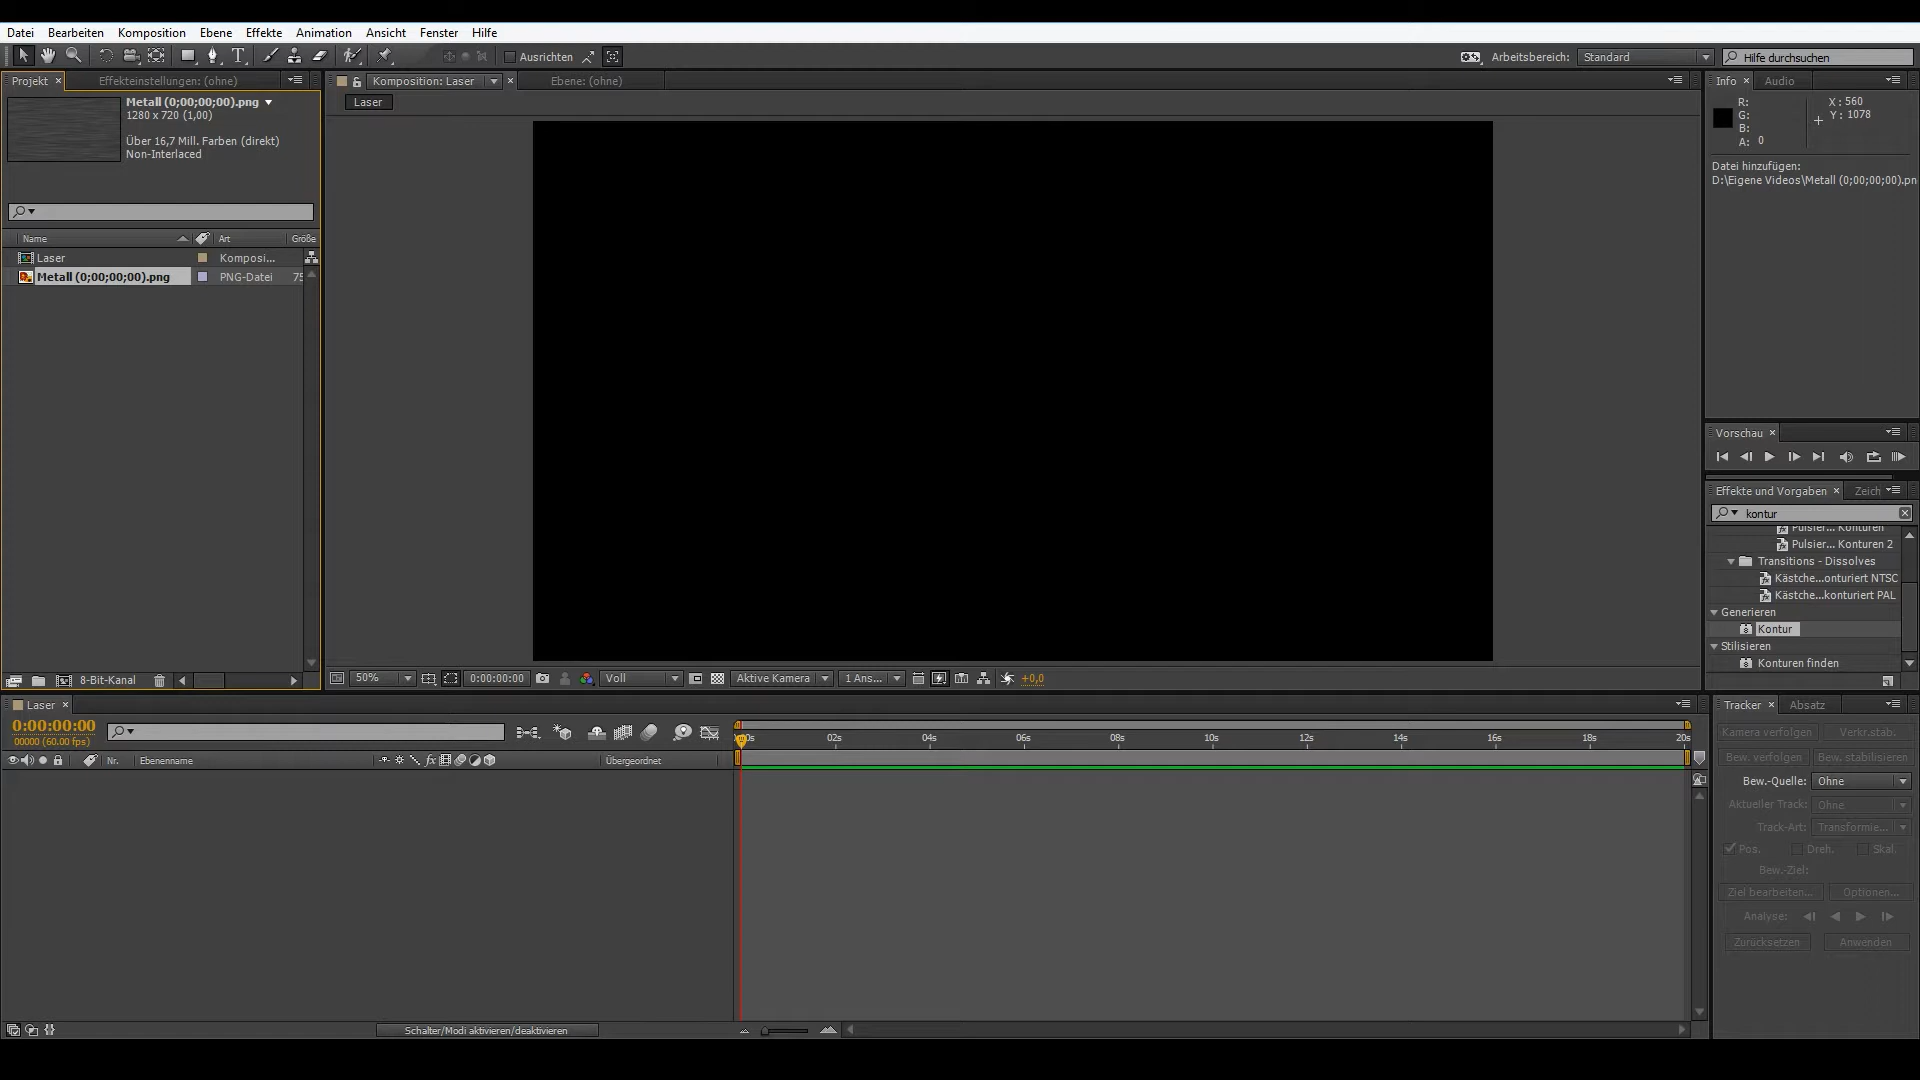 Datei Bearbeiten Komposition Ebene Effekte Animation Ansicht Fenster Hilfe
Ausrichten Arbeitsbereich: Standard Hilfe durchsuchen
Projekt Effekteinstellungen: (ohne)
Metall (0;00;00;00).png
1280 x 720 (1,00)
Über 16,7 Mill. Farben (direkt)
Non-Interlaced
Name Art Größe
Laser Komposi...
Metall (0;00;00;00).png PNG-Datei 75
8-Bit-Kanal
Komposition: Laser Ebene: (ohne)
Laser
50% 0:00:00:00 Voll Aktive Kamera 1 Ans... +0,0
Info Audio
R:
G:
B:
A: 0
X : 560
Y : 1078
Datei hinzufügen:
D:\Eigene Videos\Metall (0;00;00;00).pn
Vorschau
Effekte und Vorgaben Zeich
kontur
Pulsier... Konturen
Pulsier... Konturen 2
Transitions - Dissolves
Kästche...onturiert NTSC
Kästche...konturiert PAL
Generieren
Kontur
Stilisieren
Konturen finden
Laser
0:00:00:00
00000 (60.00 fps)
Nr. Ebenenname fx Übergeordnet
00s 02s 04s 06s 08s 10s 12s 14s 16s 18s 20s
Schalter/Modi aktivieren/deaktivieren
Tracker Absatz
Kamera verfolgen Verkr.stab.
Bew. verfolgen Bew. stabilisieren
Bew.-Quelle: Ohne
Aktueller Track: Ohne
Track-Art: Transformie...
Pos. Dreh. Skal.
Bew.-Ziel:
Ziel bearbeiten... Optionen...
Analyse:
Zurücksetzen Anwenden